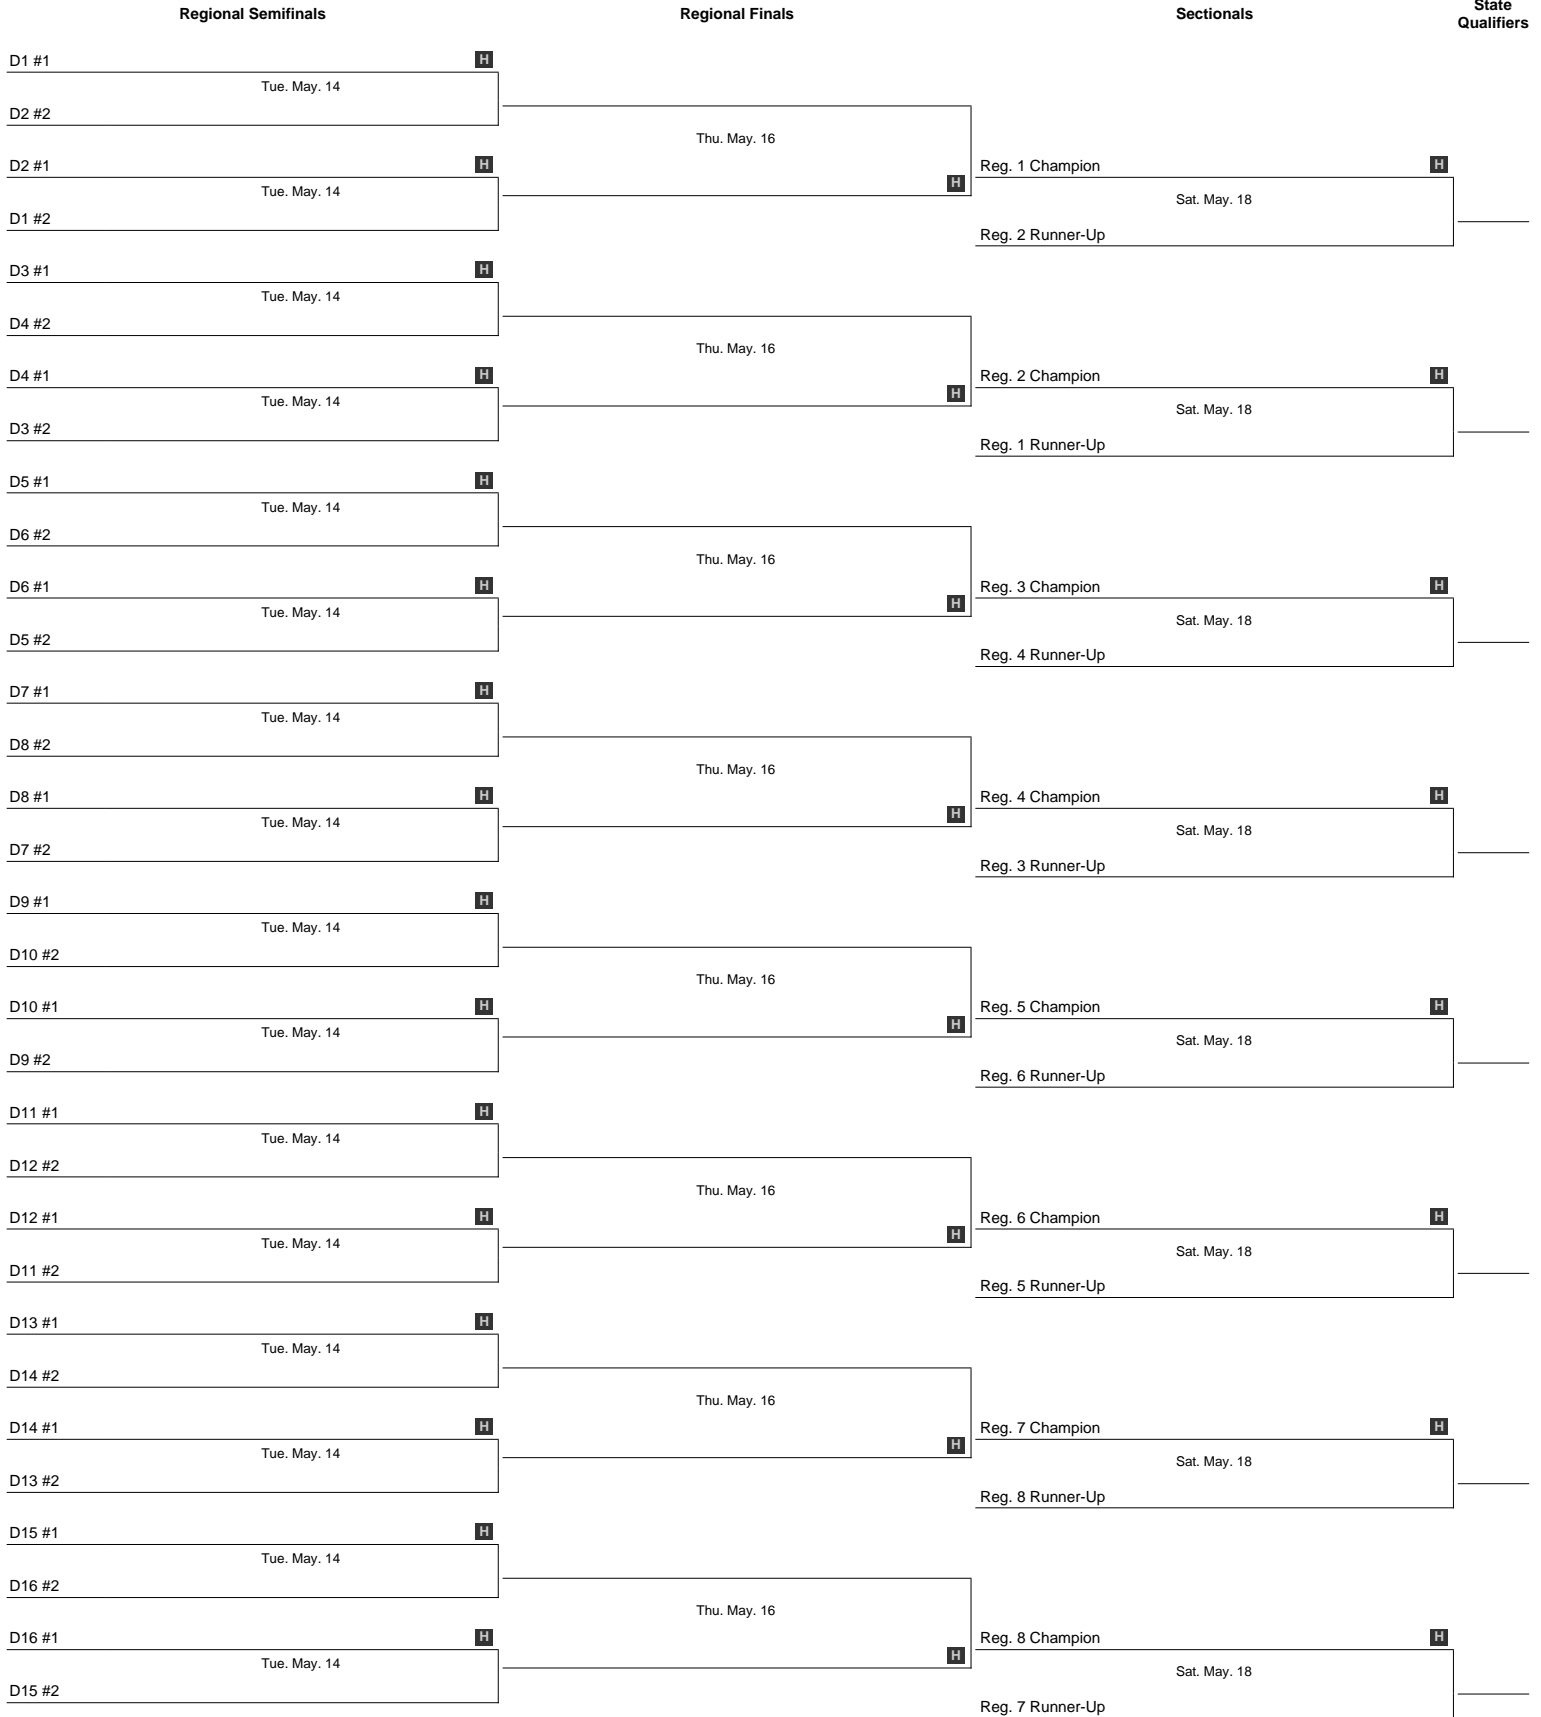 Regional Semifinals
Regional Finals
Sectionals
State
Qualifiers
D1 #1 H
Tue. May. 14
D2 #2
Thu. May. 16
D2 #1 H
Tue. May. 14
D1 #2
H
Reg. 1 Champion H
Sat. May. 18
Reg. 2 Runner-Up
D3 #1 H
Tue. May. 14
D4 #2
Thu. May. 16
D4 #1 H
Tue. May. 14
D3 #2
H
Reg. 2 Champion H
Sat. May. 18
Reg. 1 Runner-Up
D5 #1 H
Tue. May. 14
D6 #2
Thu. May. 16
D6 #1 H
Tue. May. 14
D5 #2
H
Reg. 3 Champion H
Sat. May. 18
Reg. 4 Runner-Up
D7 #1 H
Tue. May. 14
D8 #2
Thu. May. 16
D8 #1 H
Tue. May. 14
D7 #2
H
Reg. 4 Champion H
Sat. May. 18
Reg. 3 Runner-Up
D9 #1 H
Tue. May. 14
D10 #2
Thu. May. 16
D10 #1 H
Tue. May. 14
D9 #2
H
Reg. 5 Champion H
Sat. May. 18
Reg. 6 Runner-Up
D11 #1 H
Tue. May. 14
D12 #2
Thu. May. 16
D12 #1 H
Tue. May. 14
D11 #2
H
Reg. 6 Champion H
Sat. May. 18
Reg. 5 Runner-Up
D13 #1 H
Tue. May. 14
D14 #2
Thu. May. 16
D14 #1 H
Tue. May. 14
D13 #2
H
Reg. 7 Champion H
Sat. May. 18
Reg. 8 Runner-Up
D15 #1 H
Tue. May. 14
D16 #2
Thu. May. 16
D16 #1 H
Tue. May. 14
D15 #2
H
Reg. 8 Champion H
Sat. May. 18
Reg. 7 Runner-Up